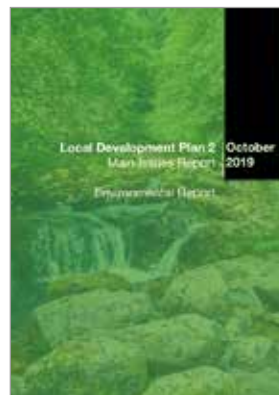 Local Development Plan 2 October
Main Issues Report 2019
Environmental Report